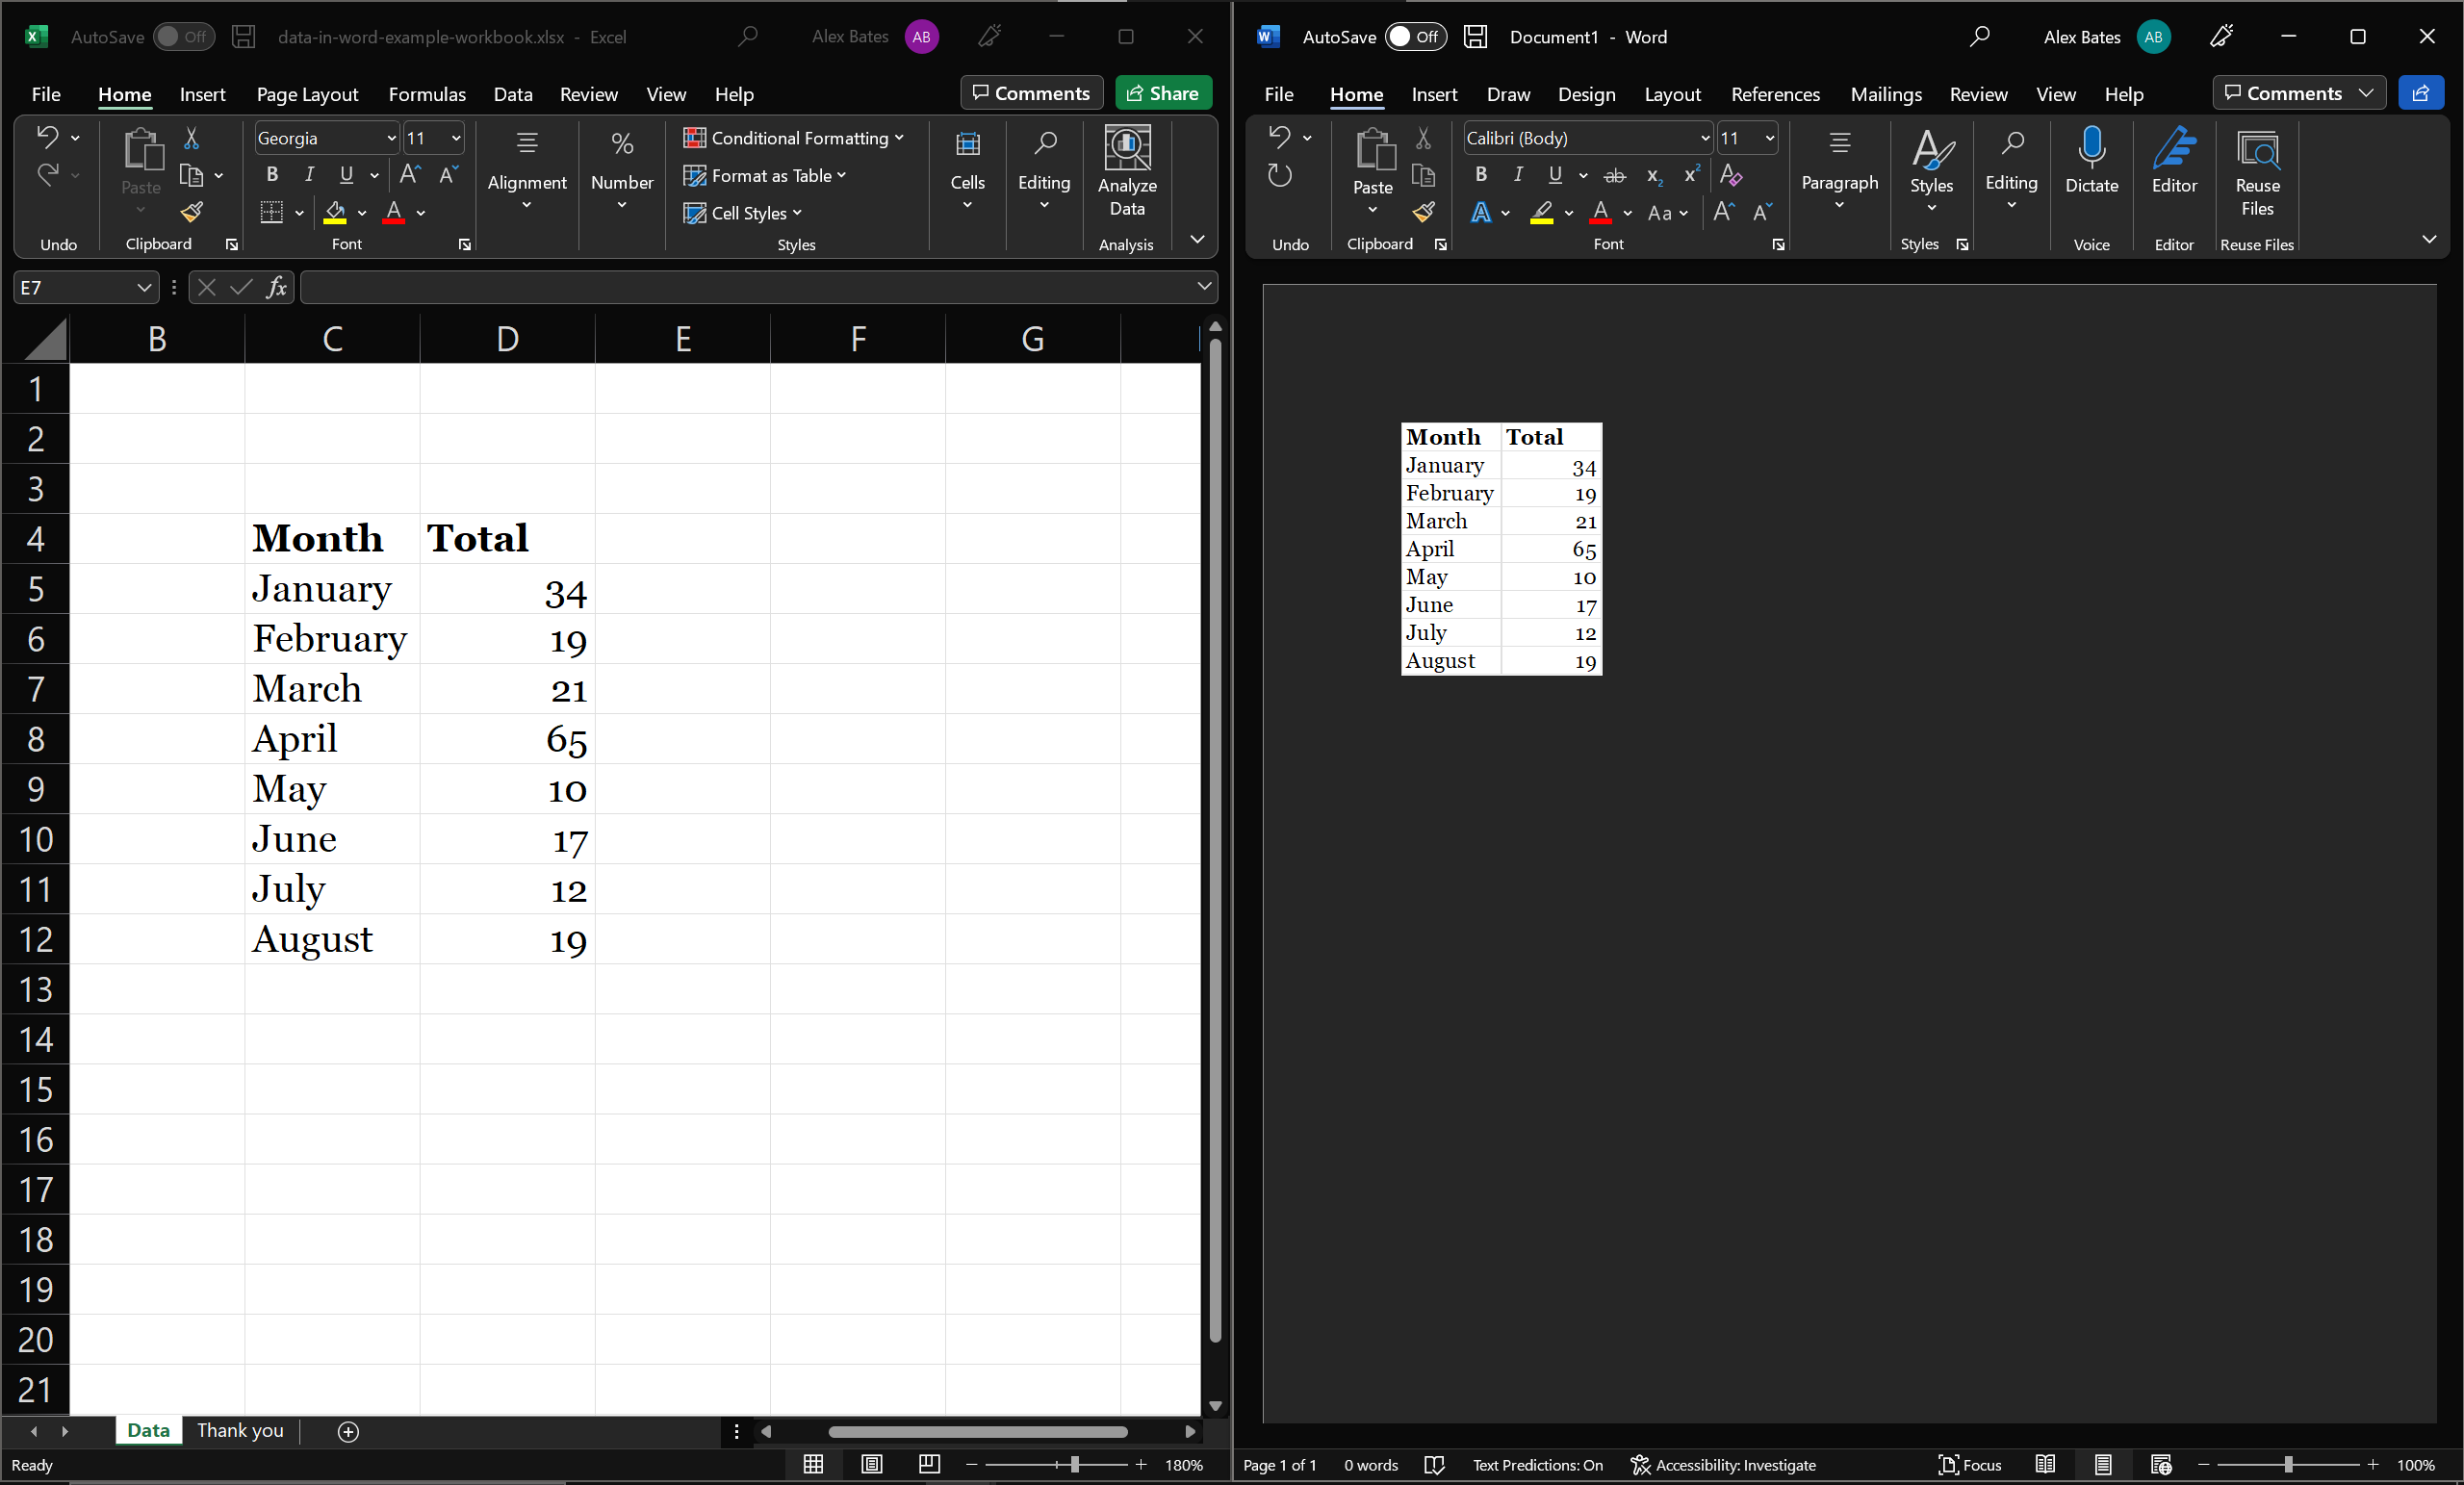 AutoSave Off data-in-word-example-workbook.xlsx - Excel Alex Bates AB
File Home Insert Page Layout Formulas Data Review View Help Comments Share
Georgia 11 Conditional Formatting
Paste B I U A A Alignment % Number Format as Table Cells Editing Analyze Data
A Cell Styles
Undo Clipboard Font Styles Analysis
E7 fx
B C D E F G
1
2
3
4 Month Total
5 January 34
6 February 19
7 March 21
8 April 65
9 May 10
10 June 17
11 July 12
12 August 19
13
14
15
16
17
18
19
20
21
Data Thank you
Ready 180%
AutoSave Off Document1 - Word Alex Bates AB
File Home Insert Draw Design Layout References Mailings Review View Help Comments
Calibri (Body) 11
Paste B I U ab x2 x2 A Paragraph Styles Editing Dictate Editor Reuse Files
A A Aa A A
Undo Clipboard Font Styles Voice Editor Reuse Files
Month Total
January 34
February 19
March 21
April 65
May 10
June 17
July 12
August 19
Page 1 of 1 0 words Text Predictions: On Accessibility: Investigate Focus 100%